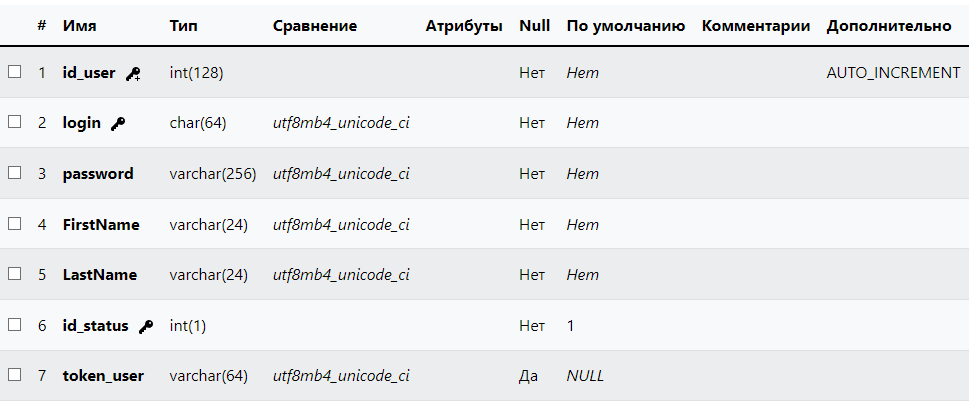 # Имя Тип Сравнение Атрибуты Null По умолчанию Комментарии Дополнительно
1 id_user int(128) Нет Нет AUTO_INCREMENT
2 login char(64) utf8mb4_unicode_ci Нет Нет
3 password varchar(256) utf8mb4_unicode_ci Нет Нет
4 FirstName varchar(24) utf8mb4_unicode_ci Нет Нет
5 LastName varchar(24) utf8mb4_unicode_ci Нет Нет
6 id_status int(1) Нет 1
7 token_user varchar(64) utf8mb4_unicode_ci Да NULL